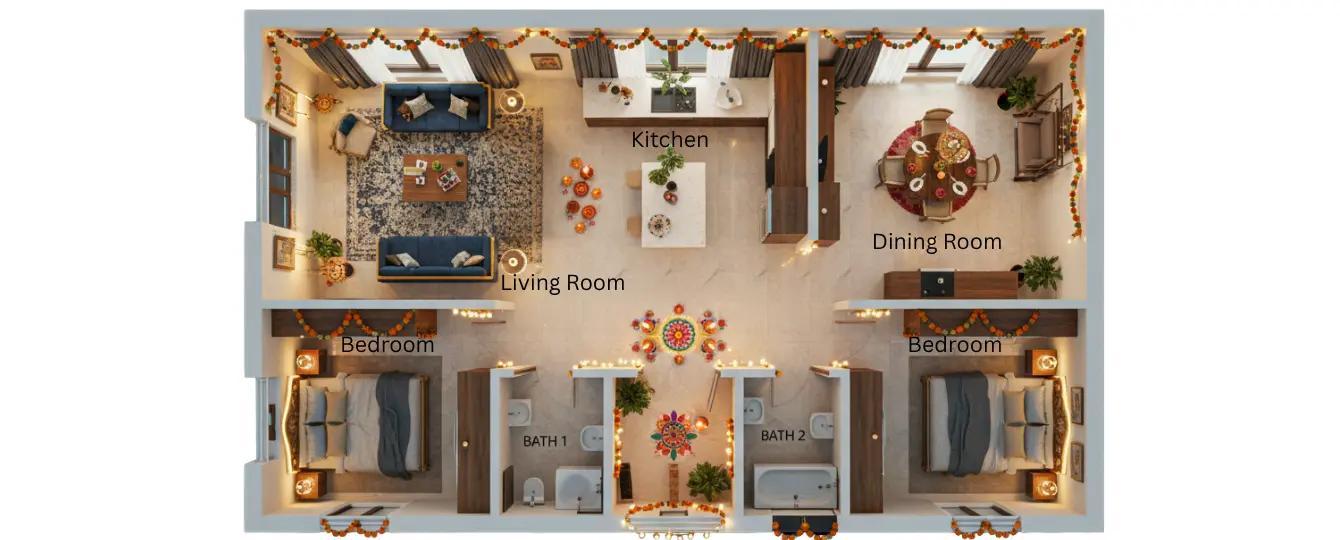 Kitchen
Dining Room
Living Room
Bedroom
Bedroom
BATH 1
BATH 2